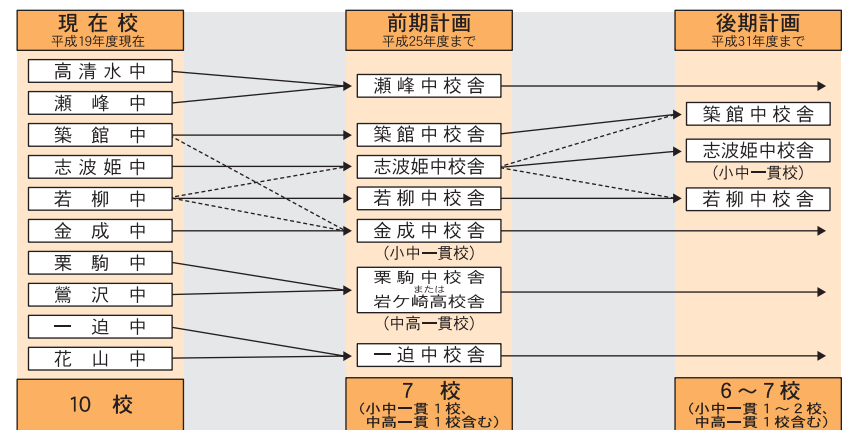 現在校
平成19年度現在
高清水中
瀬峰中
築館中
志波姫中
若柳中
金成中
栗駒中
鶯沢中
一迫中
花山中
10 校
前期計画
平成25年度まで
瀬峰中校舎
築館中校舎
志波姫中校舎
若柳中校舎
金成中校舎
(小中一貫校)
栗駒中校舎
または
岩ケ崎高校舎
(中高一貫校)
一迫中校舎
7 校
(小中一貫1校、
中高一貫1校含む)
後期計画
平成31年度まで
築館中校舎
志波姫中校舎
(小中一貫校)
若柳中校舎
6～7校
(小中一貫1～2校、
中高一貫1校含む)